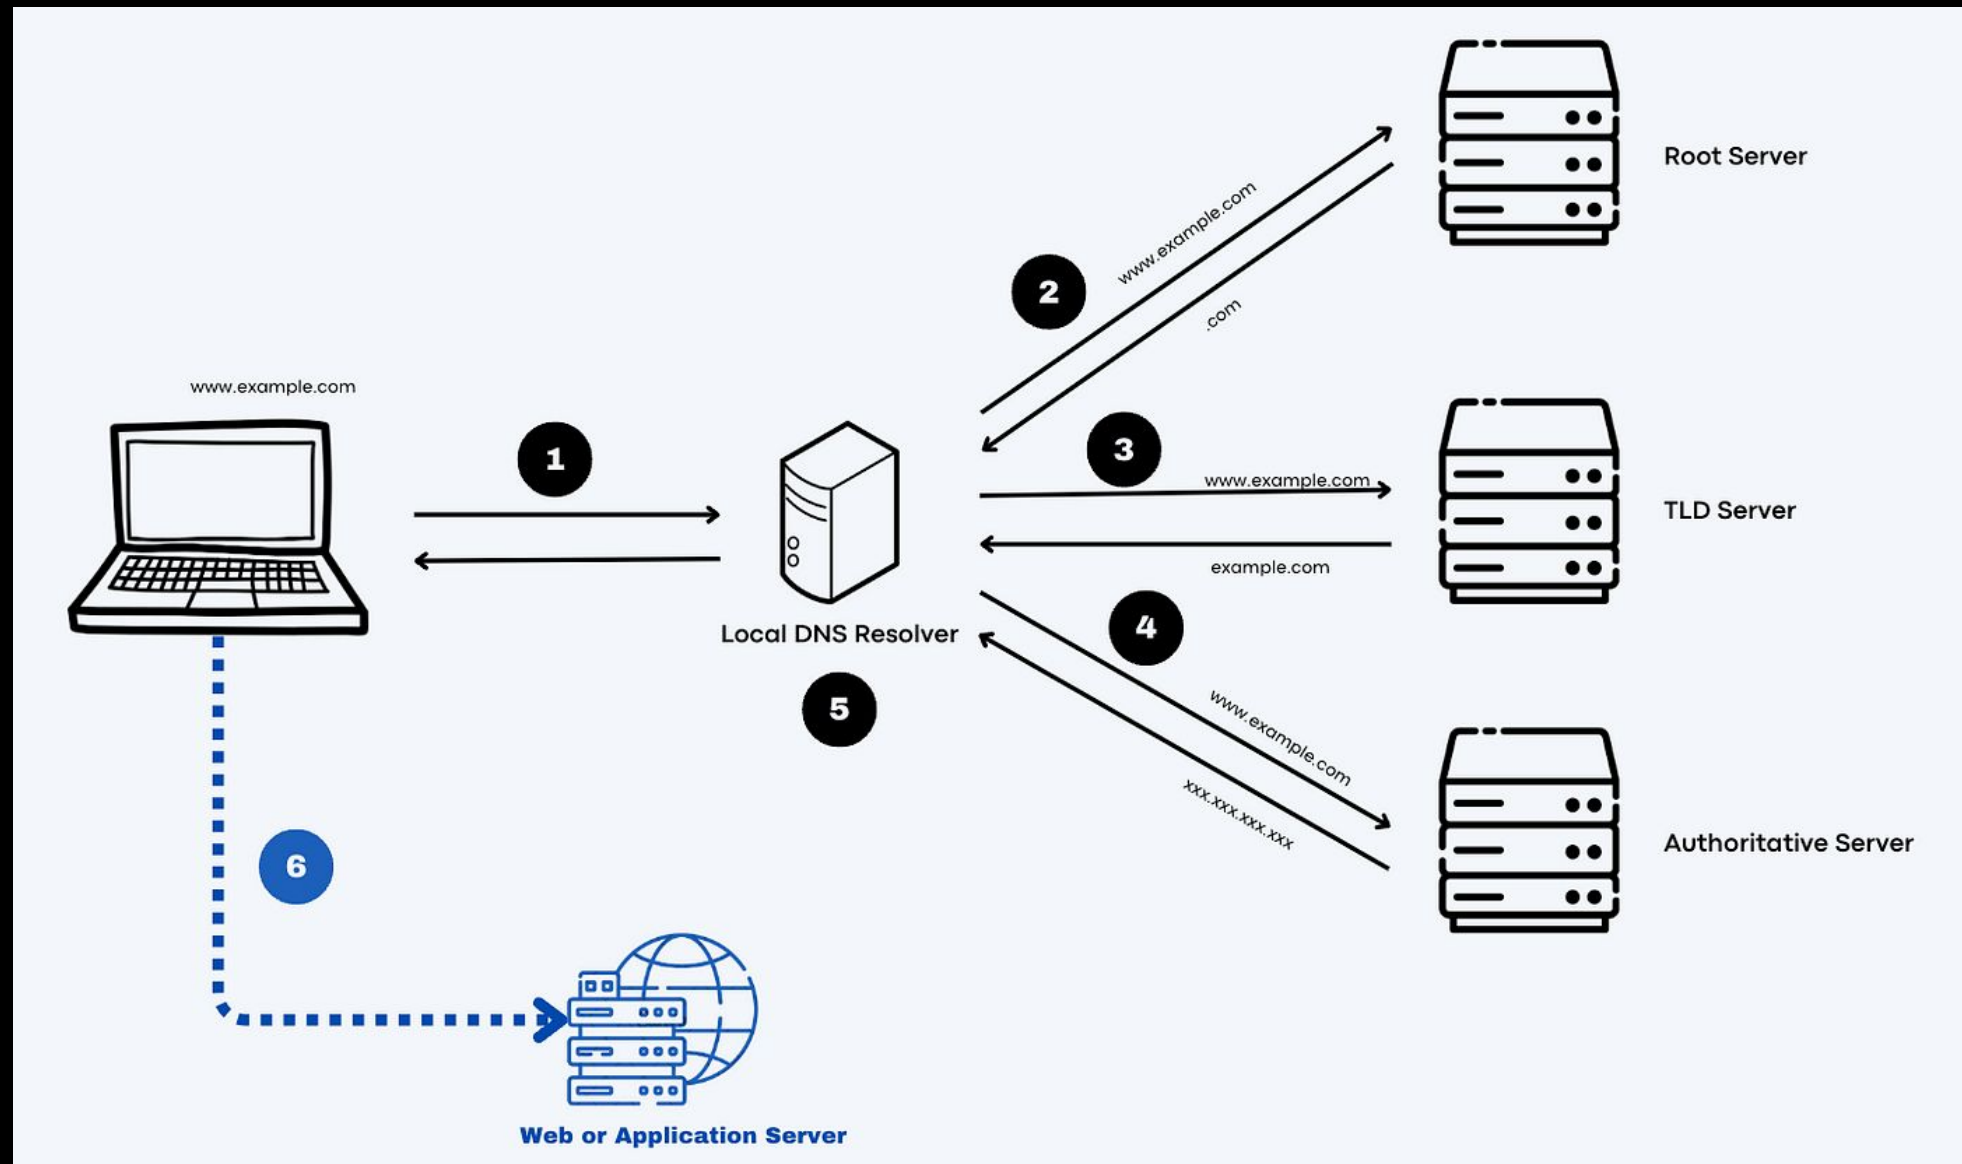 Root Server
www.example.com
2
.com
www.example.com
1
3
www.example.com
TLD Server
example.com
Local DNS Resolver
4
5
www.example.com
xxx.xxx.xxx.xxx
Authoritative Server
6
Web or Application Server